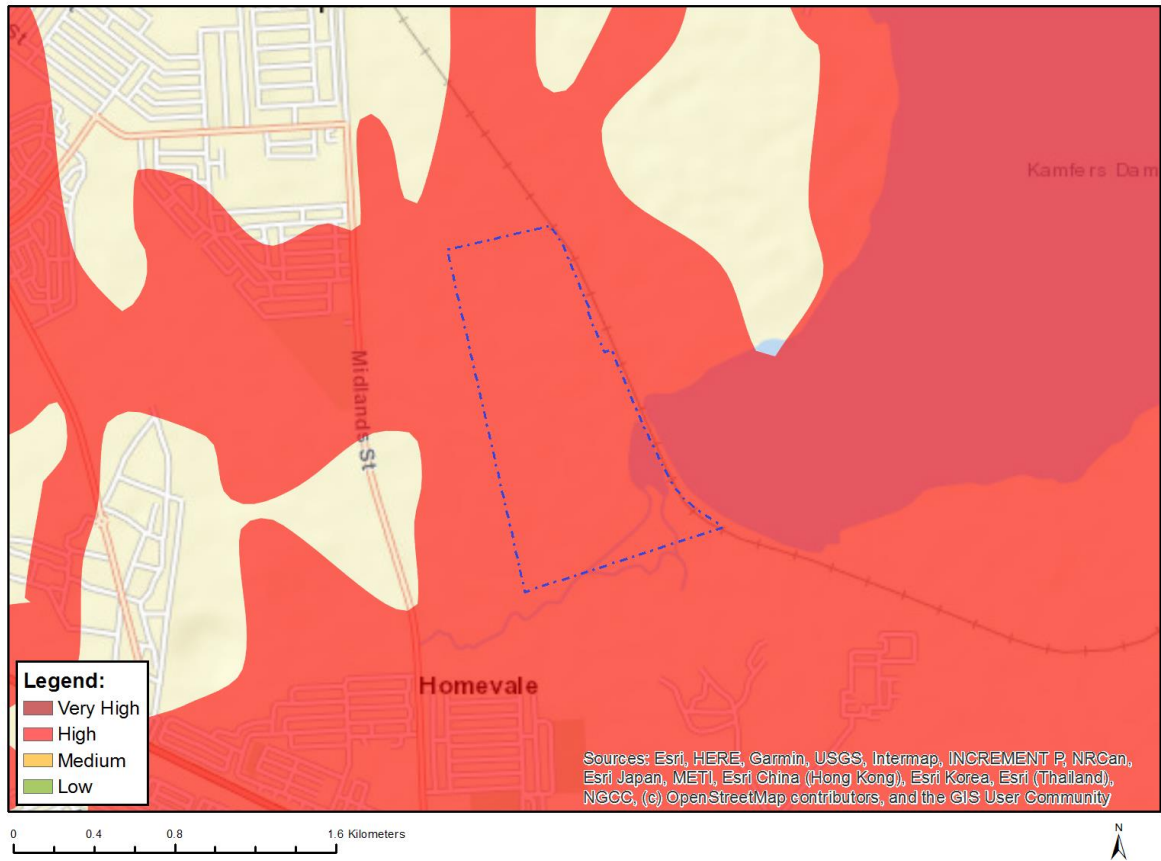 St
Kamfers Dam
Midlands St
Homevale
Legend:
Very High
High
Medium
Low
Sources: Esri, HERE, Garmin, USGS, Intermap, INCREMENT P, NRCan,
Esri Japan, METI, Esri China (Hong Kong), Esri Korea, Esri (Thailand),
NGCC, (c) OpenStreetMap contributors, and the GIS User Community
0 0.4 0.8 1.6 Kilometers
N